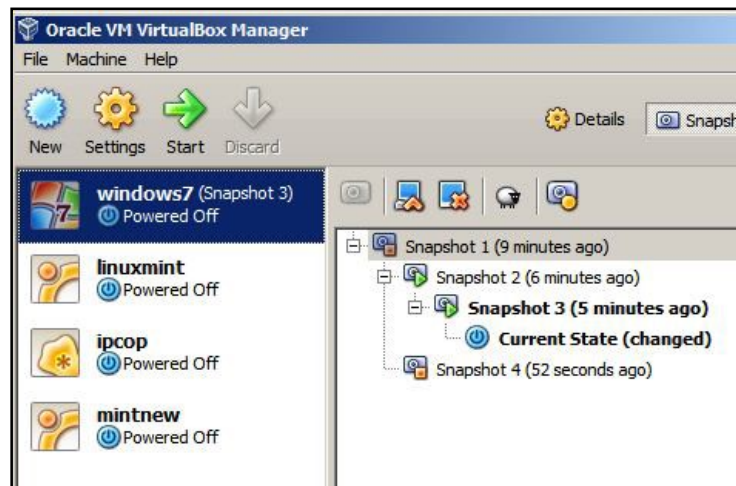 Oracle VM VirtualBox Manager
File Machine Help
New Settings Start Discard
Details Snapsh
windows7 (Snapshot 3)
Powered Off
linuxmint
Powered Off
ipcop
Powered Off
mintnew
Powered Off
Snapshot 1 (9 minutes ago)
Snapshot 2 (6 minutes ago)
Snapshot 3 (5 minutes ago)
Current State (changed)
Snapshot 4 (52 seconds ago)